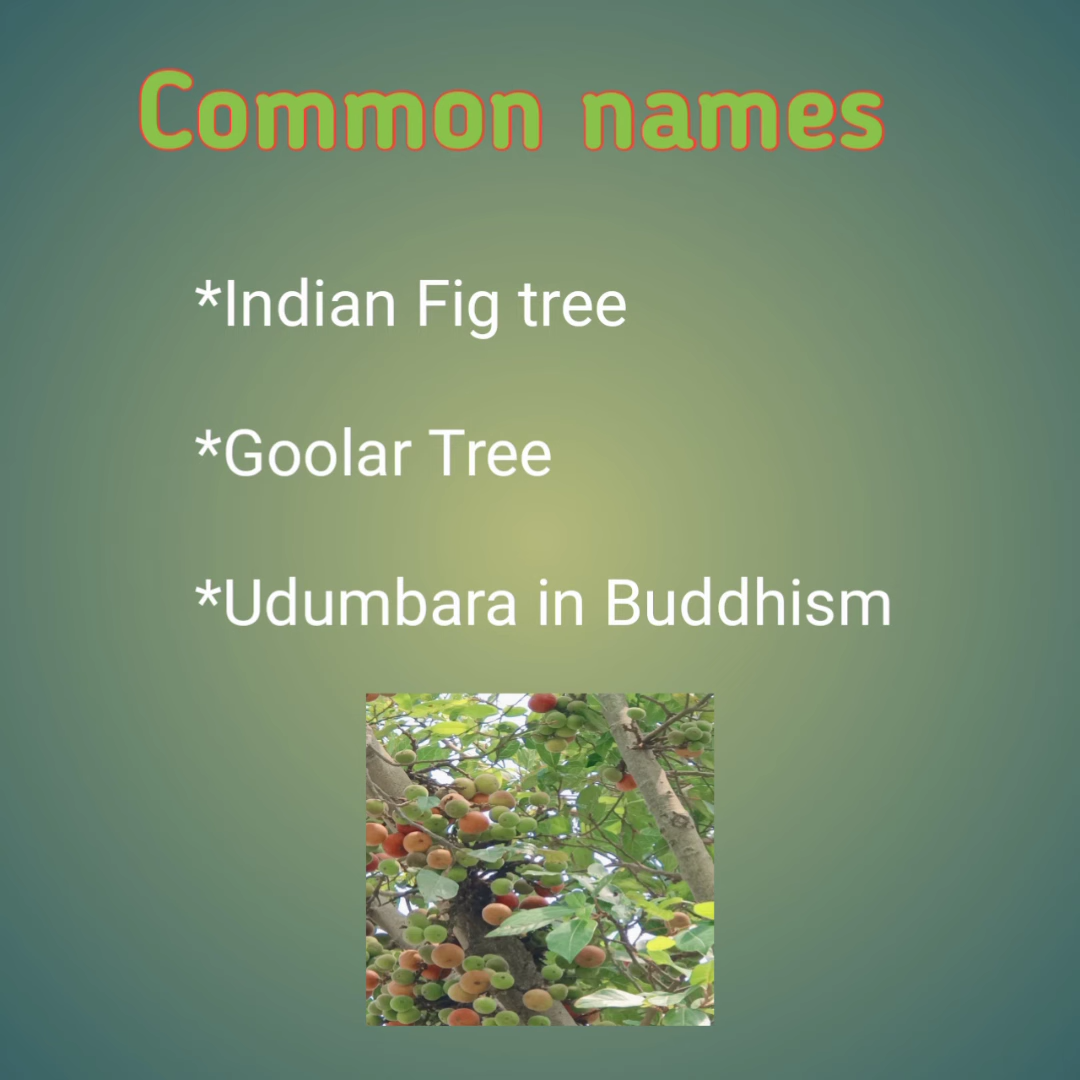 Common names
*Indian Fig tree
*Goolar Tree
*Udumbara in Buddhism